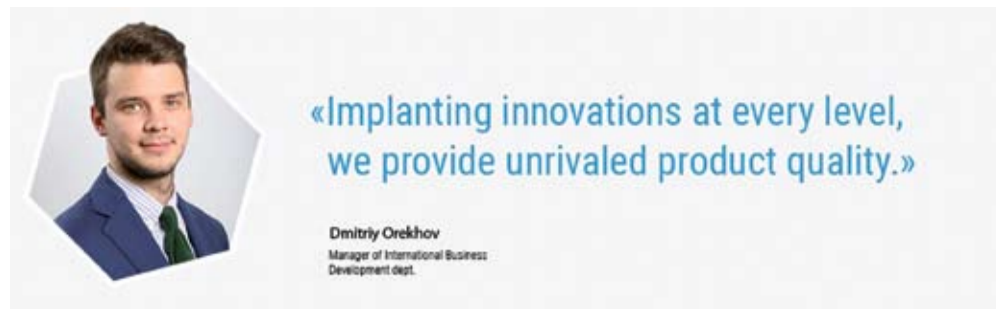 «Implanting innovations at every level,
we provide unrivaled product quality.»
Dmitriy Orekhov
Manager of International Business
Development dept.